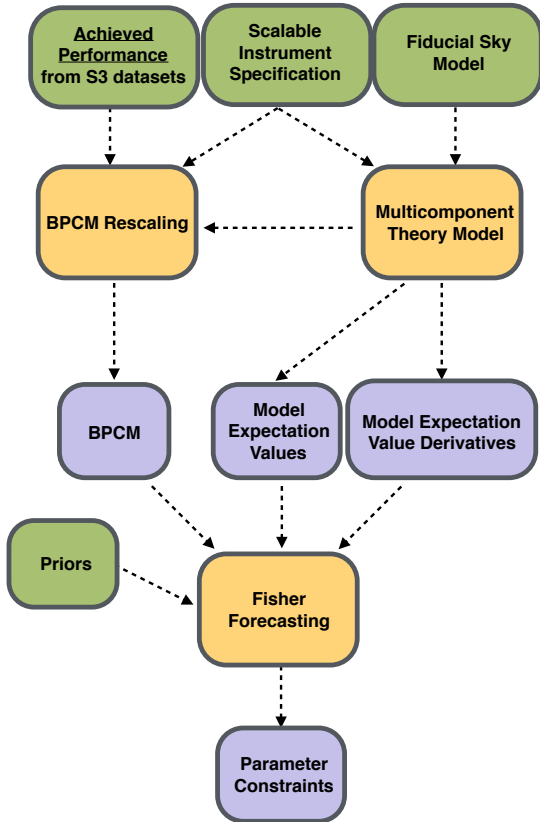 Achieved
Performance
from S3 datasets
Scalable
Instrument
Specification
Fiducial Sky
Model
BPCM Rescaling
Multicomponent
Theory Model
BPCM
Model
Expectation
Values
Model Expectation
Value Derivatives
Priors
Fisher
Forecasting
Parameter
Constraints